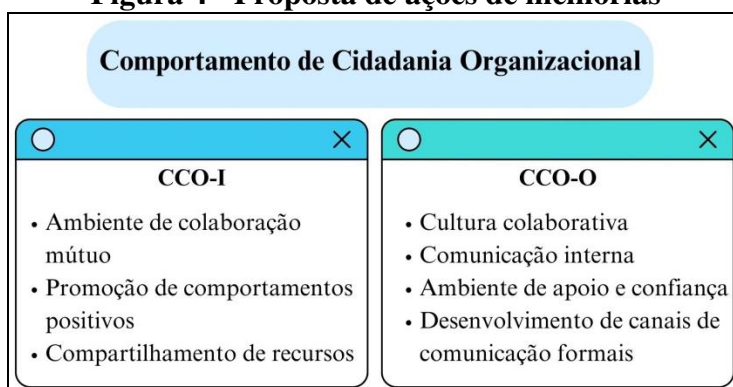 Figura 4 - Proposta de ações de melhorias
Comportamento de Cidadania Organizacional
CCO-I
• Ambiente de colaboração
mútuo
• Promoção de comportamentos
positivos
• Compartilhamento de recursos
CCO-O
• Cultura colaborativa
• Comunicação interna
• Ambiente de apoio e confiança
• Desenvolvimento de canais de
comunicação formais